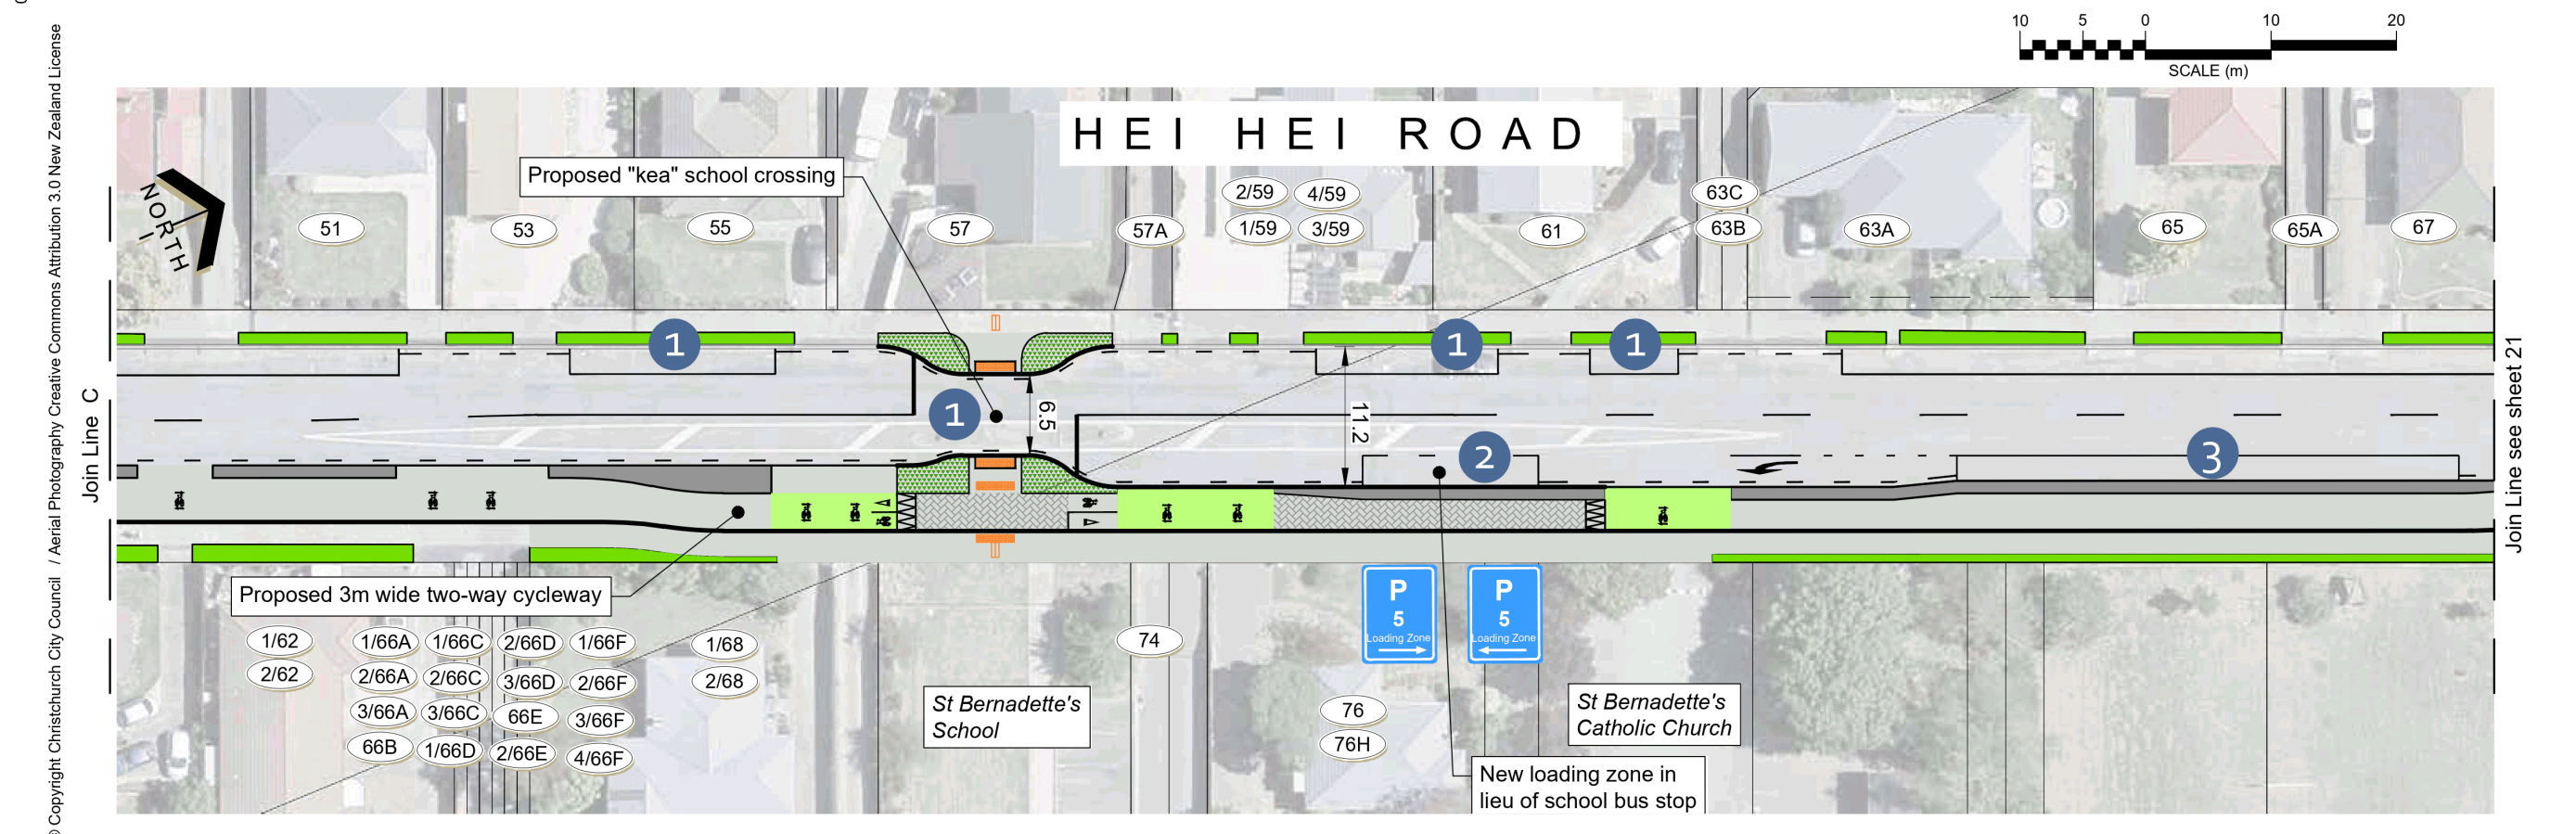 10 5 0 10 20
SCALE (m)
HEI HEI ROAD
Proposed "kea" school crossing
NORTH
51
53
55
57
57A
2/59
4/59
1/59
3/59
61
63C
63B
63A
65
65A
67
1
1
1
1
6.5
11.2
2
3
Join Line C
Join Line see sheet 21
© Copyright Christchurch City Council / Aerial Photography Creative Commons Attribution 3.0 New Zealand License
Proposed 3m wide two-way cycleway
1/62
1/66A
1/66C
2/66D
1/66F
1/68
2/62
2/66A
2/66C
3/66D
2/66F
2/68
3/66A
3/66C
66E
3/66F
66B
1/66D
2/66E
4/66F
St Bernadette's
School
74
P
5
Loading Zone
P
5
Loading Zone
76
76H
St Bernadette's
Catholic Church
New loading zone in
lieu of school bus stop